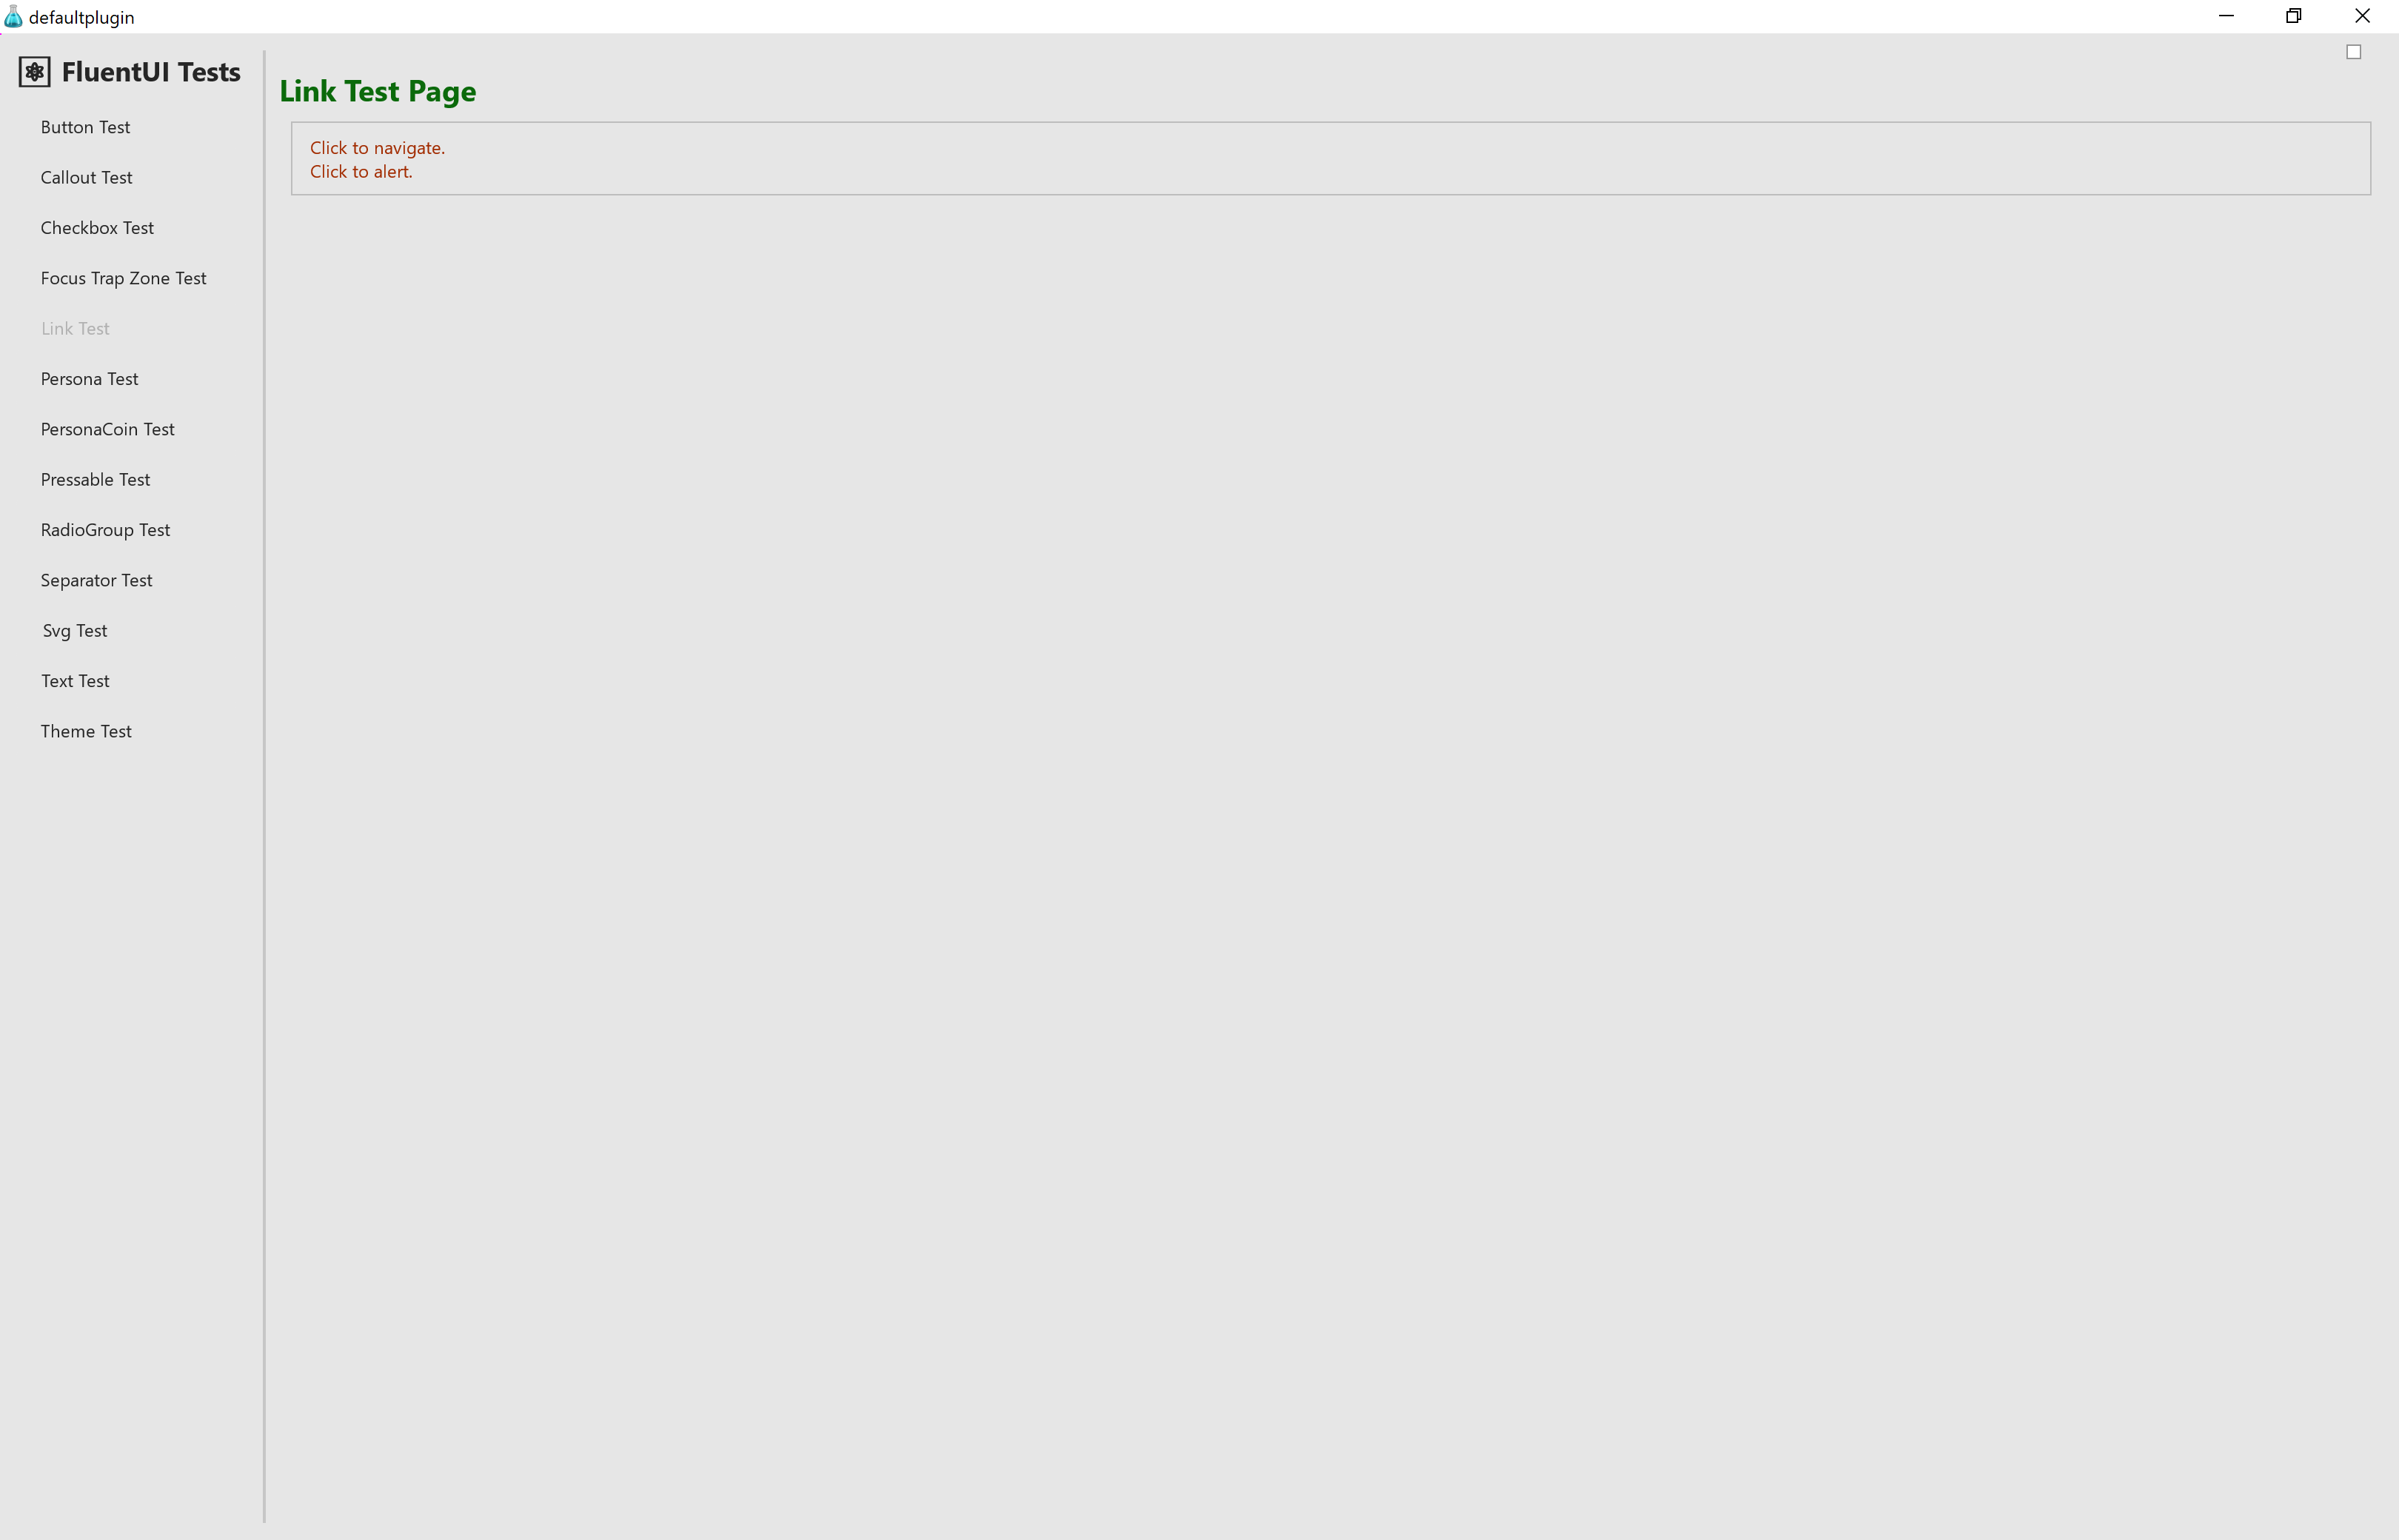 defaultplugin
FluentUI Tests
Button Test
Callout Test
Checkbox Test
Focus Trap Zone Test
Link Test
Persona Test
PersonaCoin Test
Pressable Test
RadioGroup Test
Separator Test
Svg Test
Text Test
Theme Test
Link Test Page
Click to navigate.
Click to alert.